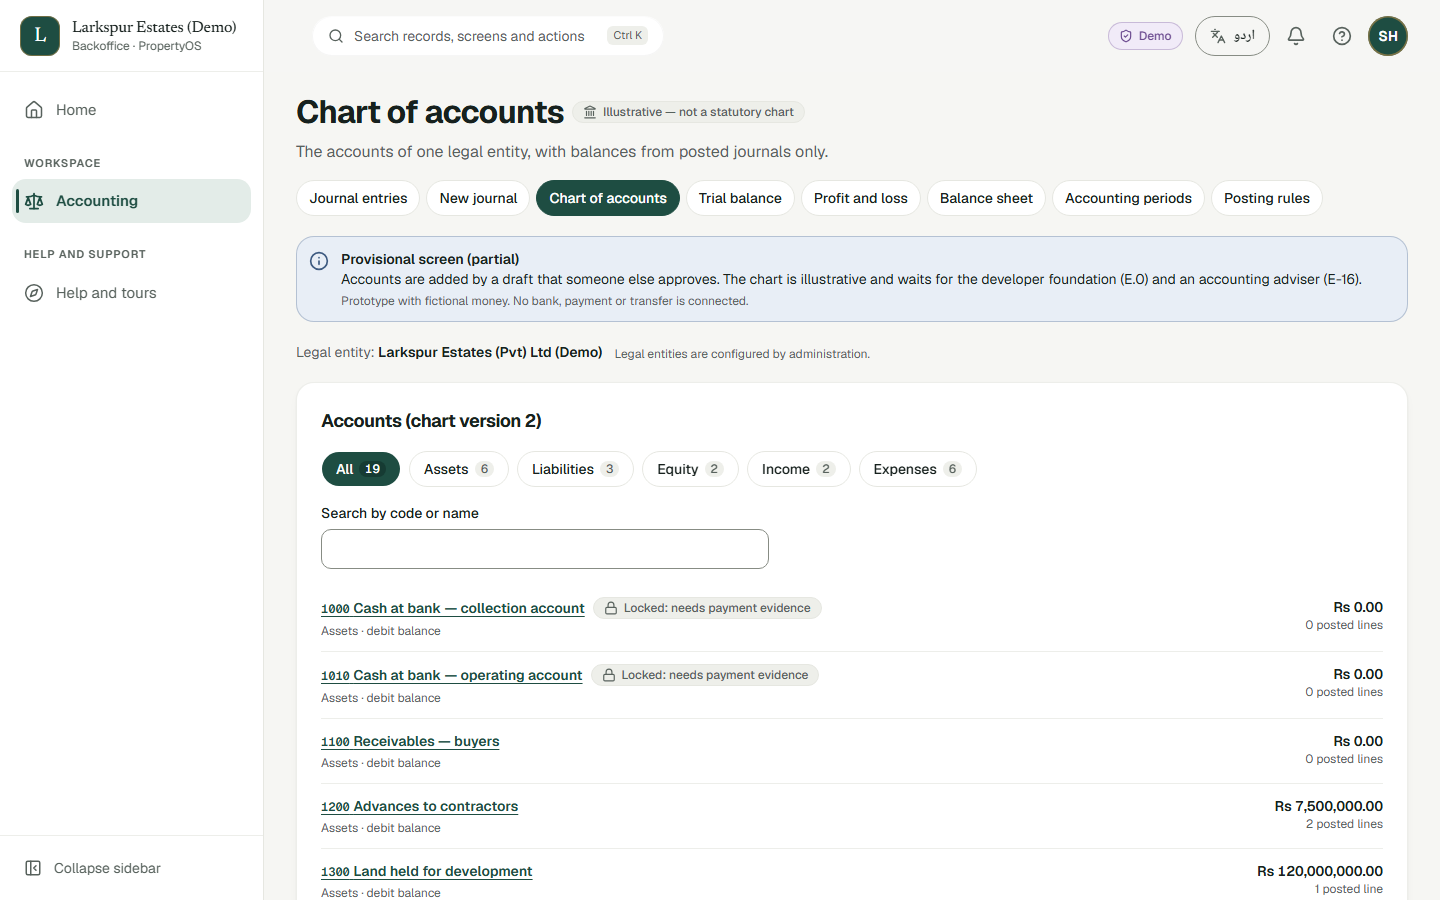 L
Larkspur Estates (Demo)
Backoffice · PropertyOS
Search records, screens and actions
Ctrl K
Demo
اردو
SH
Home
WORKSPACE
Accounting
HELP AND SUPPORT
Help and tours
Collapse sidebar
Chart of accounts
Illustrative — not a statutory chart
The accounts of one legal entity, with balances from posted journals only.
Journal entries
New journal
Chart of accounts
Trial balance
Profit and loss
Balance sheet
Accounting periods
Posting rules
Provisional screen (partial)
Accounts are added by a draft that someone else approves. The chart is illustrative and waits for the developer foundation (E.0) and an accounting adviser (E-16).
Prototype with fictional money. No bank, payment or transfer is connected.
Legal entity: Larkspur Estates (Pvt) Ltd (Demo) Legal entities are configured by administration.
Accounts (chart version 2)
All 19
Assets 6
Liabilities 3
Equity 2
Income 2
Expenses 6
Search by code or name
1000 Cash at bank — collection account Locked: needs payment evidence Rs 0.00
Assets · debit balance 0 posted lines
1010 Cash at bank — operating account Locked: needs payment evidence Rs 0.00
Assets · debit balance 0 posted lines
1100 Receivables — buyers Rs 0.00
Assets · debit balance 0 posted lines
1200 Advances to contractors Rs 7,500,000.00
Assets · debit balance 2 posted lines
1300 Land held for development Rs 120,000,000.00
Assets · debit balance 1 posted line